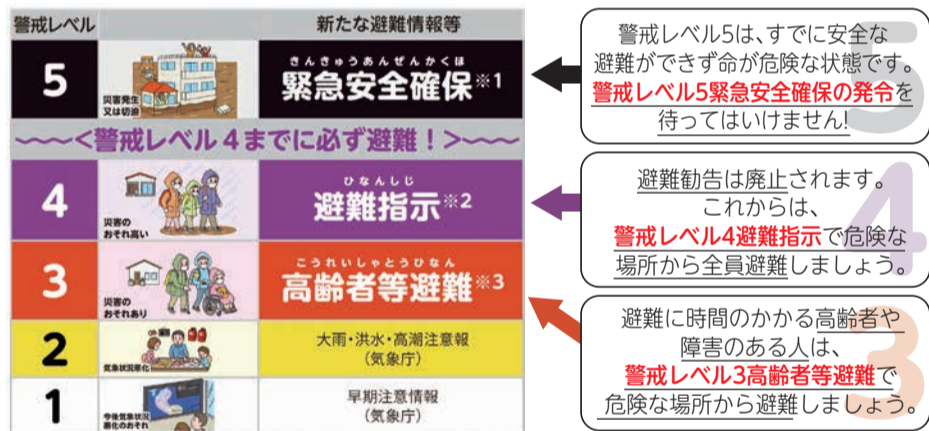 警戒レベル
新たな避難情報等
5
災害発生
又は切迫
きんきゅうあんぜんかくほ
緊急安全確保※1
〜〜<警戒レベル4までに必ず避難!>〜〜
4
災害の
おそれ高い
ひなんしじ
避難指示※2
3
災害の
おそれあり
こうれいしゃとうひなん
高齢者等避難※3
2
気象状況悪化
大雨・洪水・高潮注意報
(気象庁)
1
今後気象状況
悪化のおそれ
早期注意情報
(気象庁)
5
警戒レベル5は、すでに安全な
避難ができず命が危険な状態です。
警戒レベル5緊急安全確保の発令を
待ってはいけません!
4
避難勧告は廃止されます。
これからは、
警戒レベル4避難指示で危険な
場所から全員避難しましょう。
3
避難に時間のかかる高齢者や
障害のある人は、
警戒レベル3高齢者等避難で
危険な場所から避難しましょう。